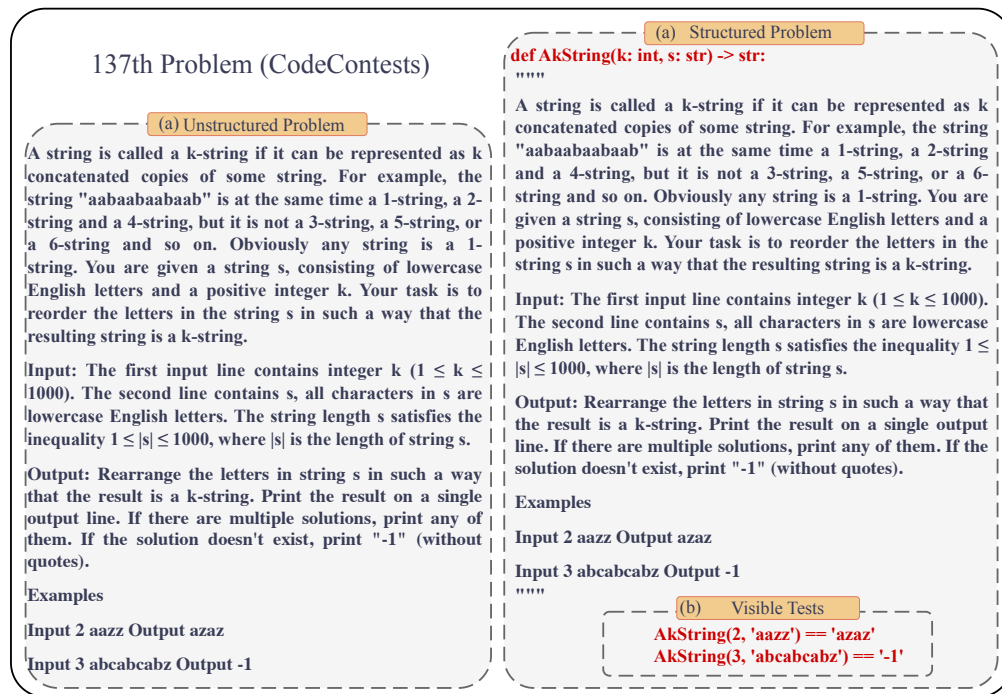 137th Problem (CodeContests)
(a) Unstructured Problem
A string is called a k-string if it can be represented as k
concatenated copies of some string. For example, the
string "aabaabaabaab" is at the same time a 1-string, a 2-
string and a 4-string, but it is not a 3-string, a 5-string, or
a 6-string and so on. Obviously any string is a 1-
string. You are given a string s, consisting of lowercase
English letters and a positive integer k. Your task is to
reorder the letters in the string s in such a way that the
resulting string is a k-string.
Input: The first input line contains integer k (1 ≤ k ≤
1000). The second line contains s, all characters in s are
lowercase English letters. The string length s satisfies the
inequality 1 ≤ |s| ≤ 1000, where |s| is the length of string s.
Output: Rearrange the letters in string s in such a way
that the result is a k-string. Print the result on a single
output line. If there are multiple solutions, print any of
them. If the solution doesn't exist, print "-1" (without
quotes).
Examples
Input 2 aazz Output azaz
Input 3 abcabcabz Output -1
(a) Structured Problem
def AkString(k: int, s: str) -> str:
"""
A string is called a k-string if it can be represented as k
concatenated copies of some string. For example, the string
"aabaabaabaab" is at the same time a 1-string, a 2-string
and a 4-string, but it is not a 3-string, a 5-string, or a 6-
string and so on. Obviously any string is a 1-string. You are
given a string s, consisting of lowercase English letters and a
positive integer k. Your task is to reorder the letters in the
string s in such a way that the resulting string is a k-string.
Input: The first input line contains integer k (1 ≤ k ≤ 1000).
The second line contains s, all characters in s are lowercase
English letters. The string length s satisfies the inequality 1 ≤
|s| ≤ 1000, where |s| is the length of string s.
Output: Rearrange the letters in string s in such a way that
the result is a k-string. Print the result on a single output
line. If there are multiple solutions, print any of them. If the
solution doesn't exist, print "-1" (without quotes).
Examples
Input 2 aazz Output azaz
Input 3 abcabcabz Output -1
"""
(b) Visible Tests
AkString(2, 'aazz') == 'azaz'
AkString(3, 'abcabcabz') == '-1'